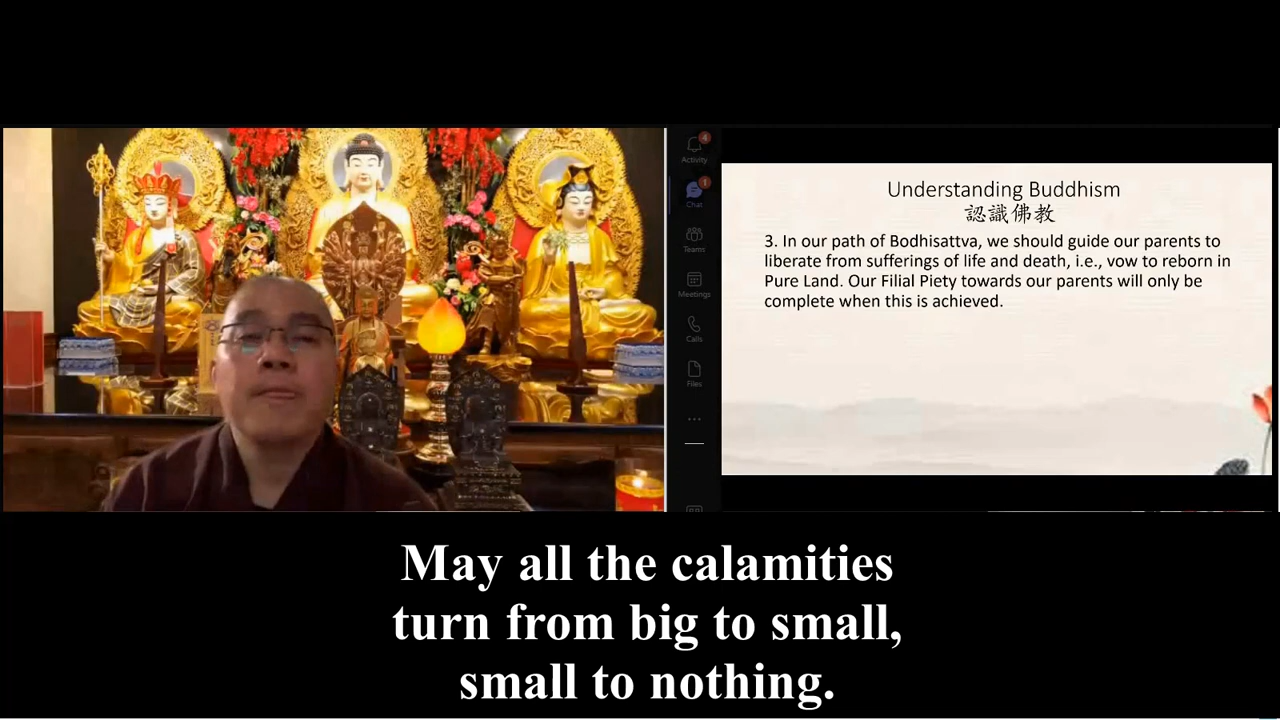 4
Activity
1
Chat
Teams
Meetings
Calls
Files
...
Understanding Buddhism
認識佛教
3. In our path of Bodhisattva, we should guide our parents to
liberate from sufferings of life and death, i.e., vow to reborn in
Pure Land. Our Filial Piety towards our parents will only be
complete when this is achieved.
May all the calamities
turn from big to small,
small to nothing.